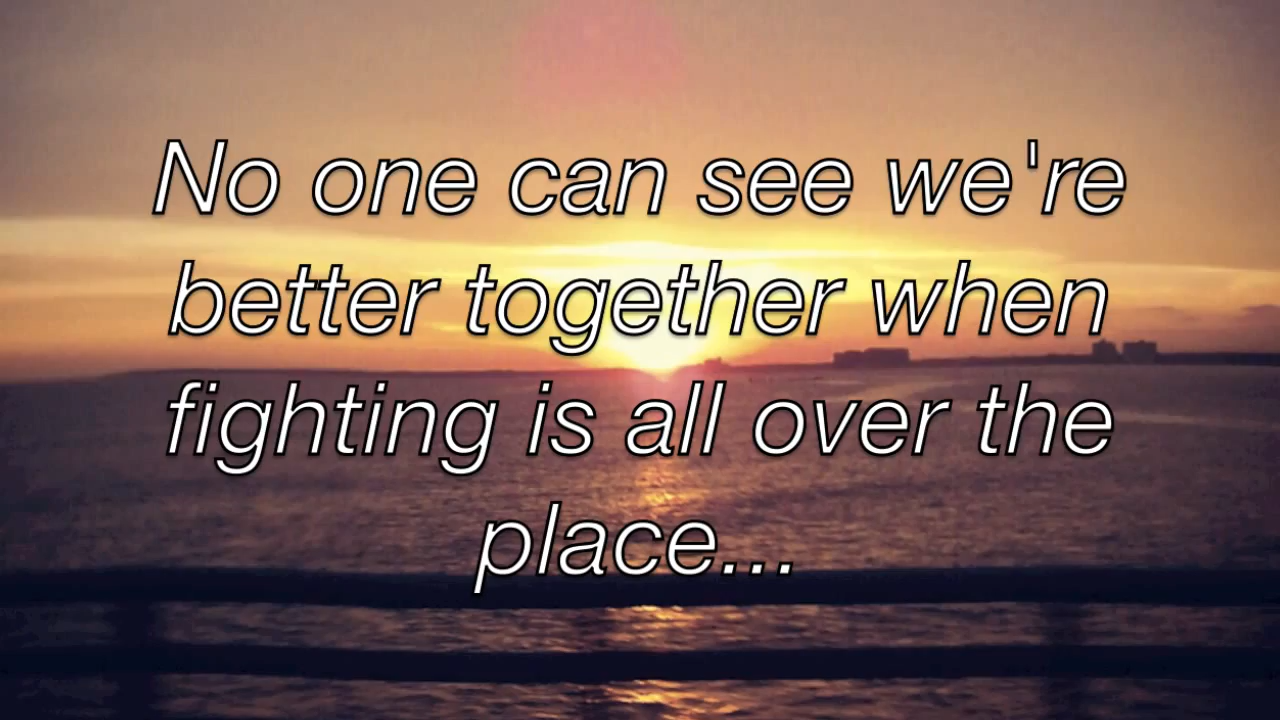 No one can see we're
better together when
fighting is all over the
place...